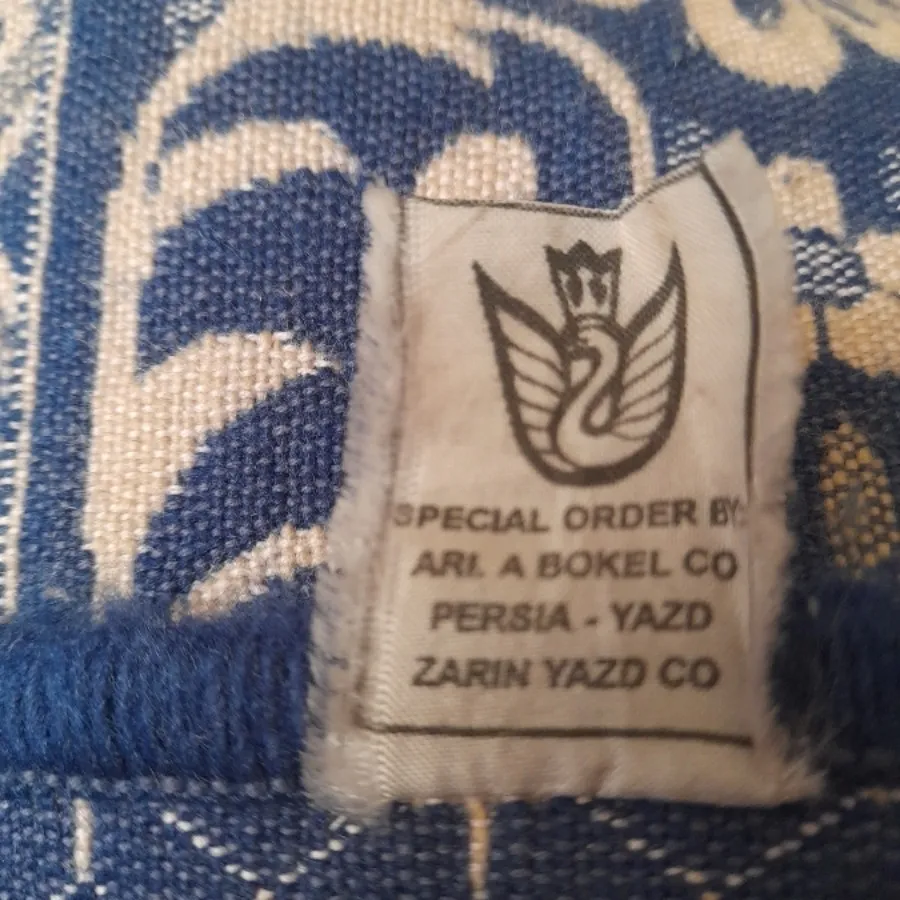 SPECIAL ORDER BY:
ARI. A BOKEL CO
PERSIA - YAZD
ZARIN YAZD CO